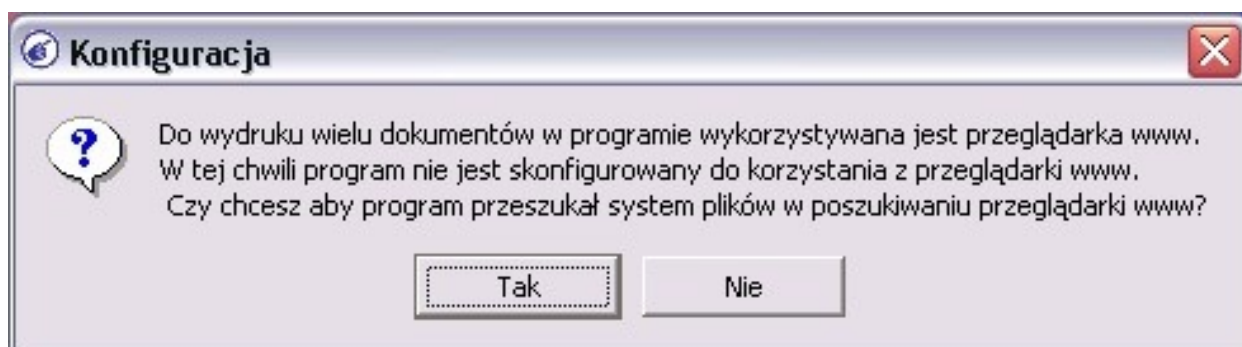 Konfiguracja
Do wydruku wielu dokumentów w programie wykorzystywana jest przeglądarka www.
W tej chwili program nie jest skonfigurowany do korzystania z przeglądarki www.
Czy chcesz aby program przeszukał system plików w poszukiwaniu przeglądarki www?
Tak Nie